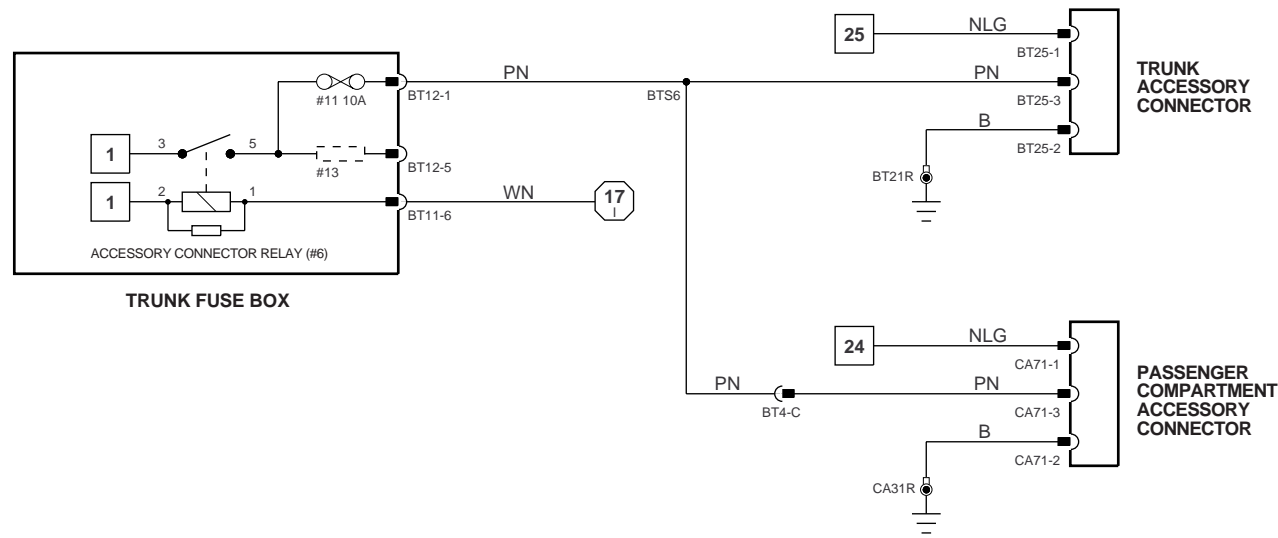 25
NLG
BT25-1
PN
BTS6
PN
BT25-3
B
BT25-2
BT21R
TRUNK
ACCESSORY
CONNECTOR
#11 10A
BT12-1
1
3
5
#13
BT12-5
1
2
1
BT11-6
WN
17
I
ACCESSORY CONNECTOR RELAY (#6)
TRUNK FUSE BOX
24
NLG
CA71-1
PN
BT4-C
PN
CA71-3
B
CA71-2
CA31R
PASSENGER
COMPARTMENT
ACCESSORY
CONNECTOR